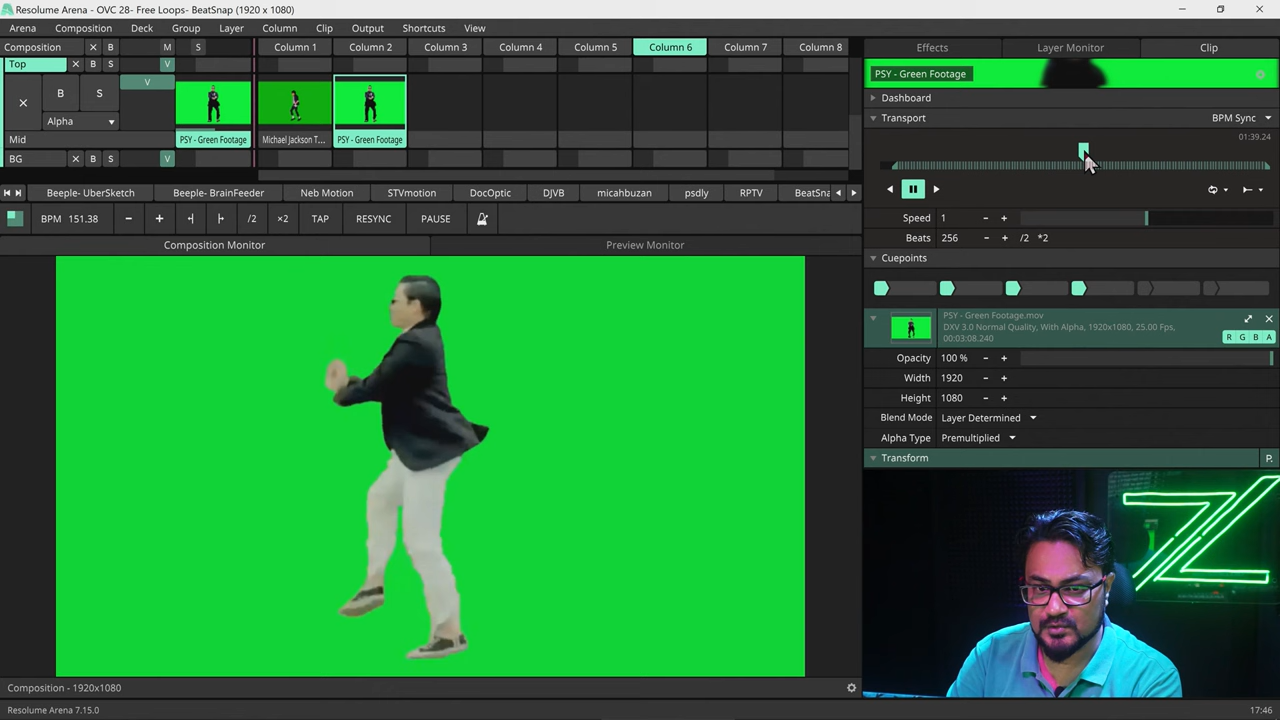 Resolume Arena - OVC 28- Free Loops- BeatSnap (1920 x 1080)
Arena Composition Deck Group Layer Column Clip Output Shortcuts View
Composition X B M S Column 1 Column 2 Column 3 Column 4 Column 5 Column 6 Column 7 Column 8
Effects Layer Monitor Clip
Top X B S V
PSY - Green Footage
V
B S
Alpha
Mid PSY - Green Footage Michael Jackson T... PSY - Green Footage
BG X B S V
Dashboard
Transport BPM Sync
01:39.24
Beeple- UberSketch Beeple- BrainFeeder Neb Motion STVmotion DocOptic DJVB micahbuzan psdly RPTV BeatSna
BPM 151.38 - + /2 ×2 TAP RESYNC PAUSE
Speed 1 - +
Beats 256 - + /2 *2
Composition Monitor Preview Monitor
Cuepoints
PSY - Green Footage.mov
DXV 3.0 Normal Quality, With Alpha, 1920x1080, 25.00 Fps,
00:03:08.240
R G B A
Opacity 100 % - +
Width 1920 - +
Height 1080 - +
Blend Mode Layer Determined
Alpha Type Premultiplied
Transform P.
Composition - 1920x1080
Resolume Arena 7.15.0
17:46